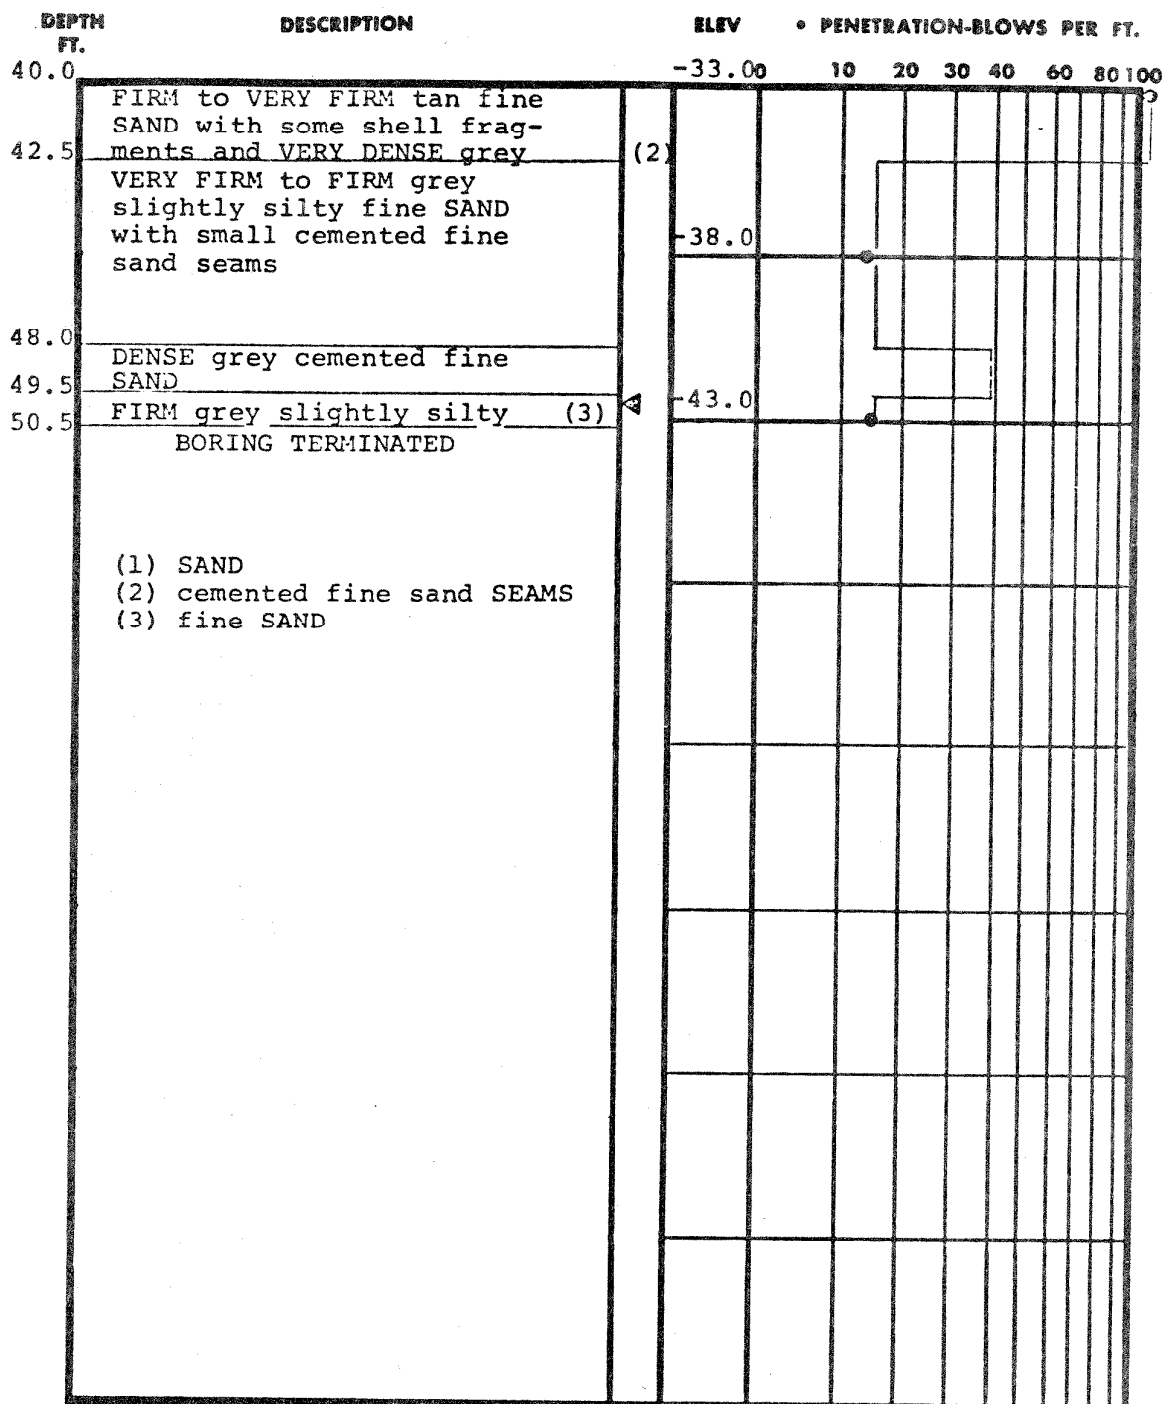 DEPTH FT. DESCRIPTION ELEV • PENETRATION-BLOWS PER FT.
40.0 -33.0 0 10 20 30 40 60 80 100
FIRM to VERY FIRM tan fine
SAND with some shell frag-
42.5 ments and VERY DENSE grey (2)
VERY FIRM to FIRM grey
slightly silty fine SAND
with small cemented fine -38.0
sand seams
48.0
DENSE grey cemented fine
49.5 SAND -43.0
50.5 FIRM grey slightly silty (3)
BORING TERMINATED
(1) SAND
(2) cemented fine sand SEAMS
(3) fine SAND